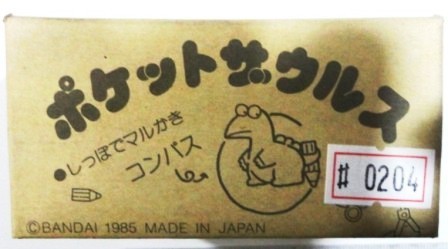 ポケットザウルス
●しっぽでマルかき
コンパス
# 0204
©BANDAI 1985 MADE IN JAPAN